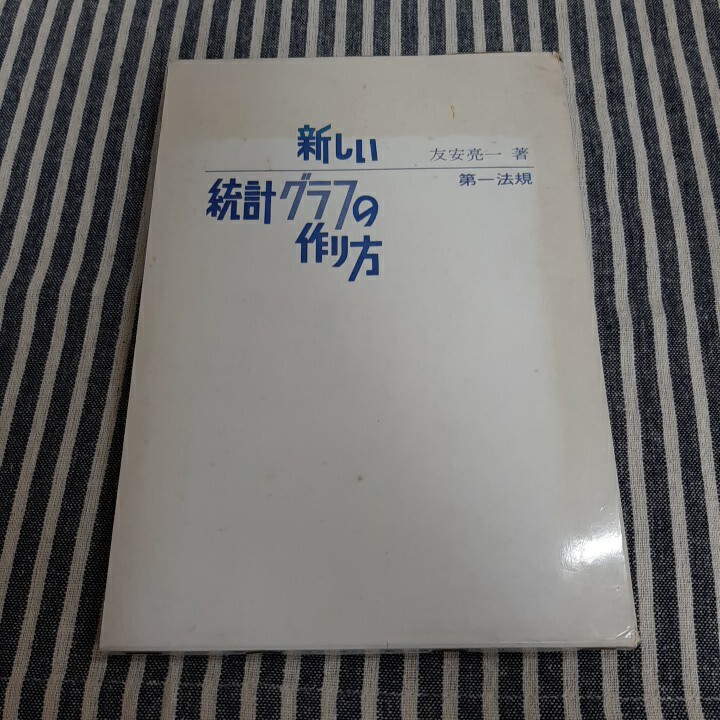 新しい
統計グラフの
作り方
友安亮一 著
第一法規